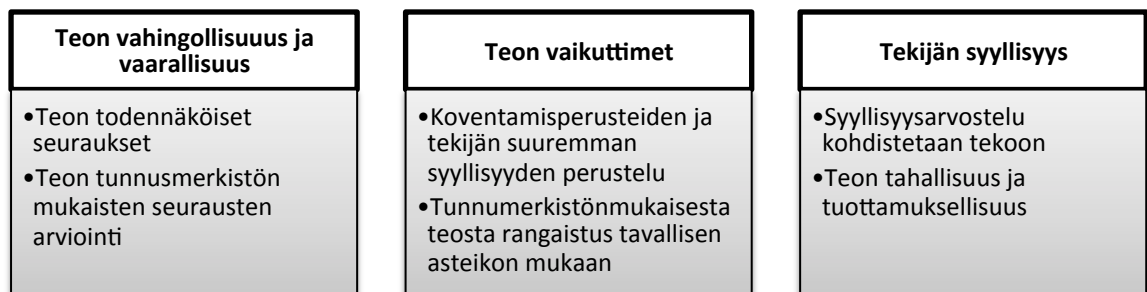 Teon vahingollisuuus ja
vaarallisuus
•Teon todennäköiset
seuraukset
•Teon tunnusmerkistön
mukaisten seurausten
arviointi
Teon vaikuttimet
•Koventamisperusteiden ja
tekijän suuremman
syyllisyyden perustelu
•Tunnumerkistönmukaisesta
teosta rangaistus tavallisen
asteikon mukaan
Tekijän syyllisyys
•Syyllisyysarvostelu
kohdistetaan tekoon
•Teon tahallisuus ja
tuottamuksellisuus